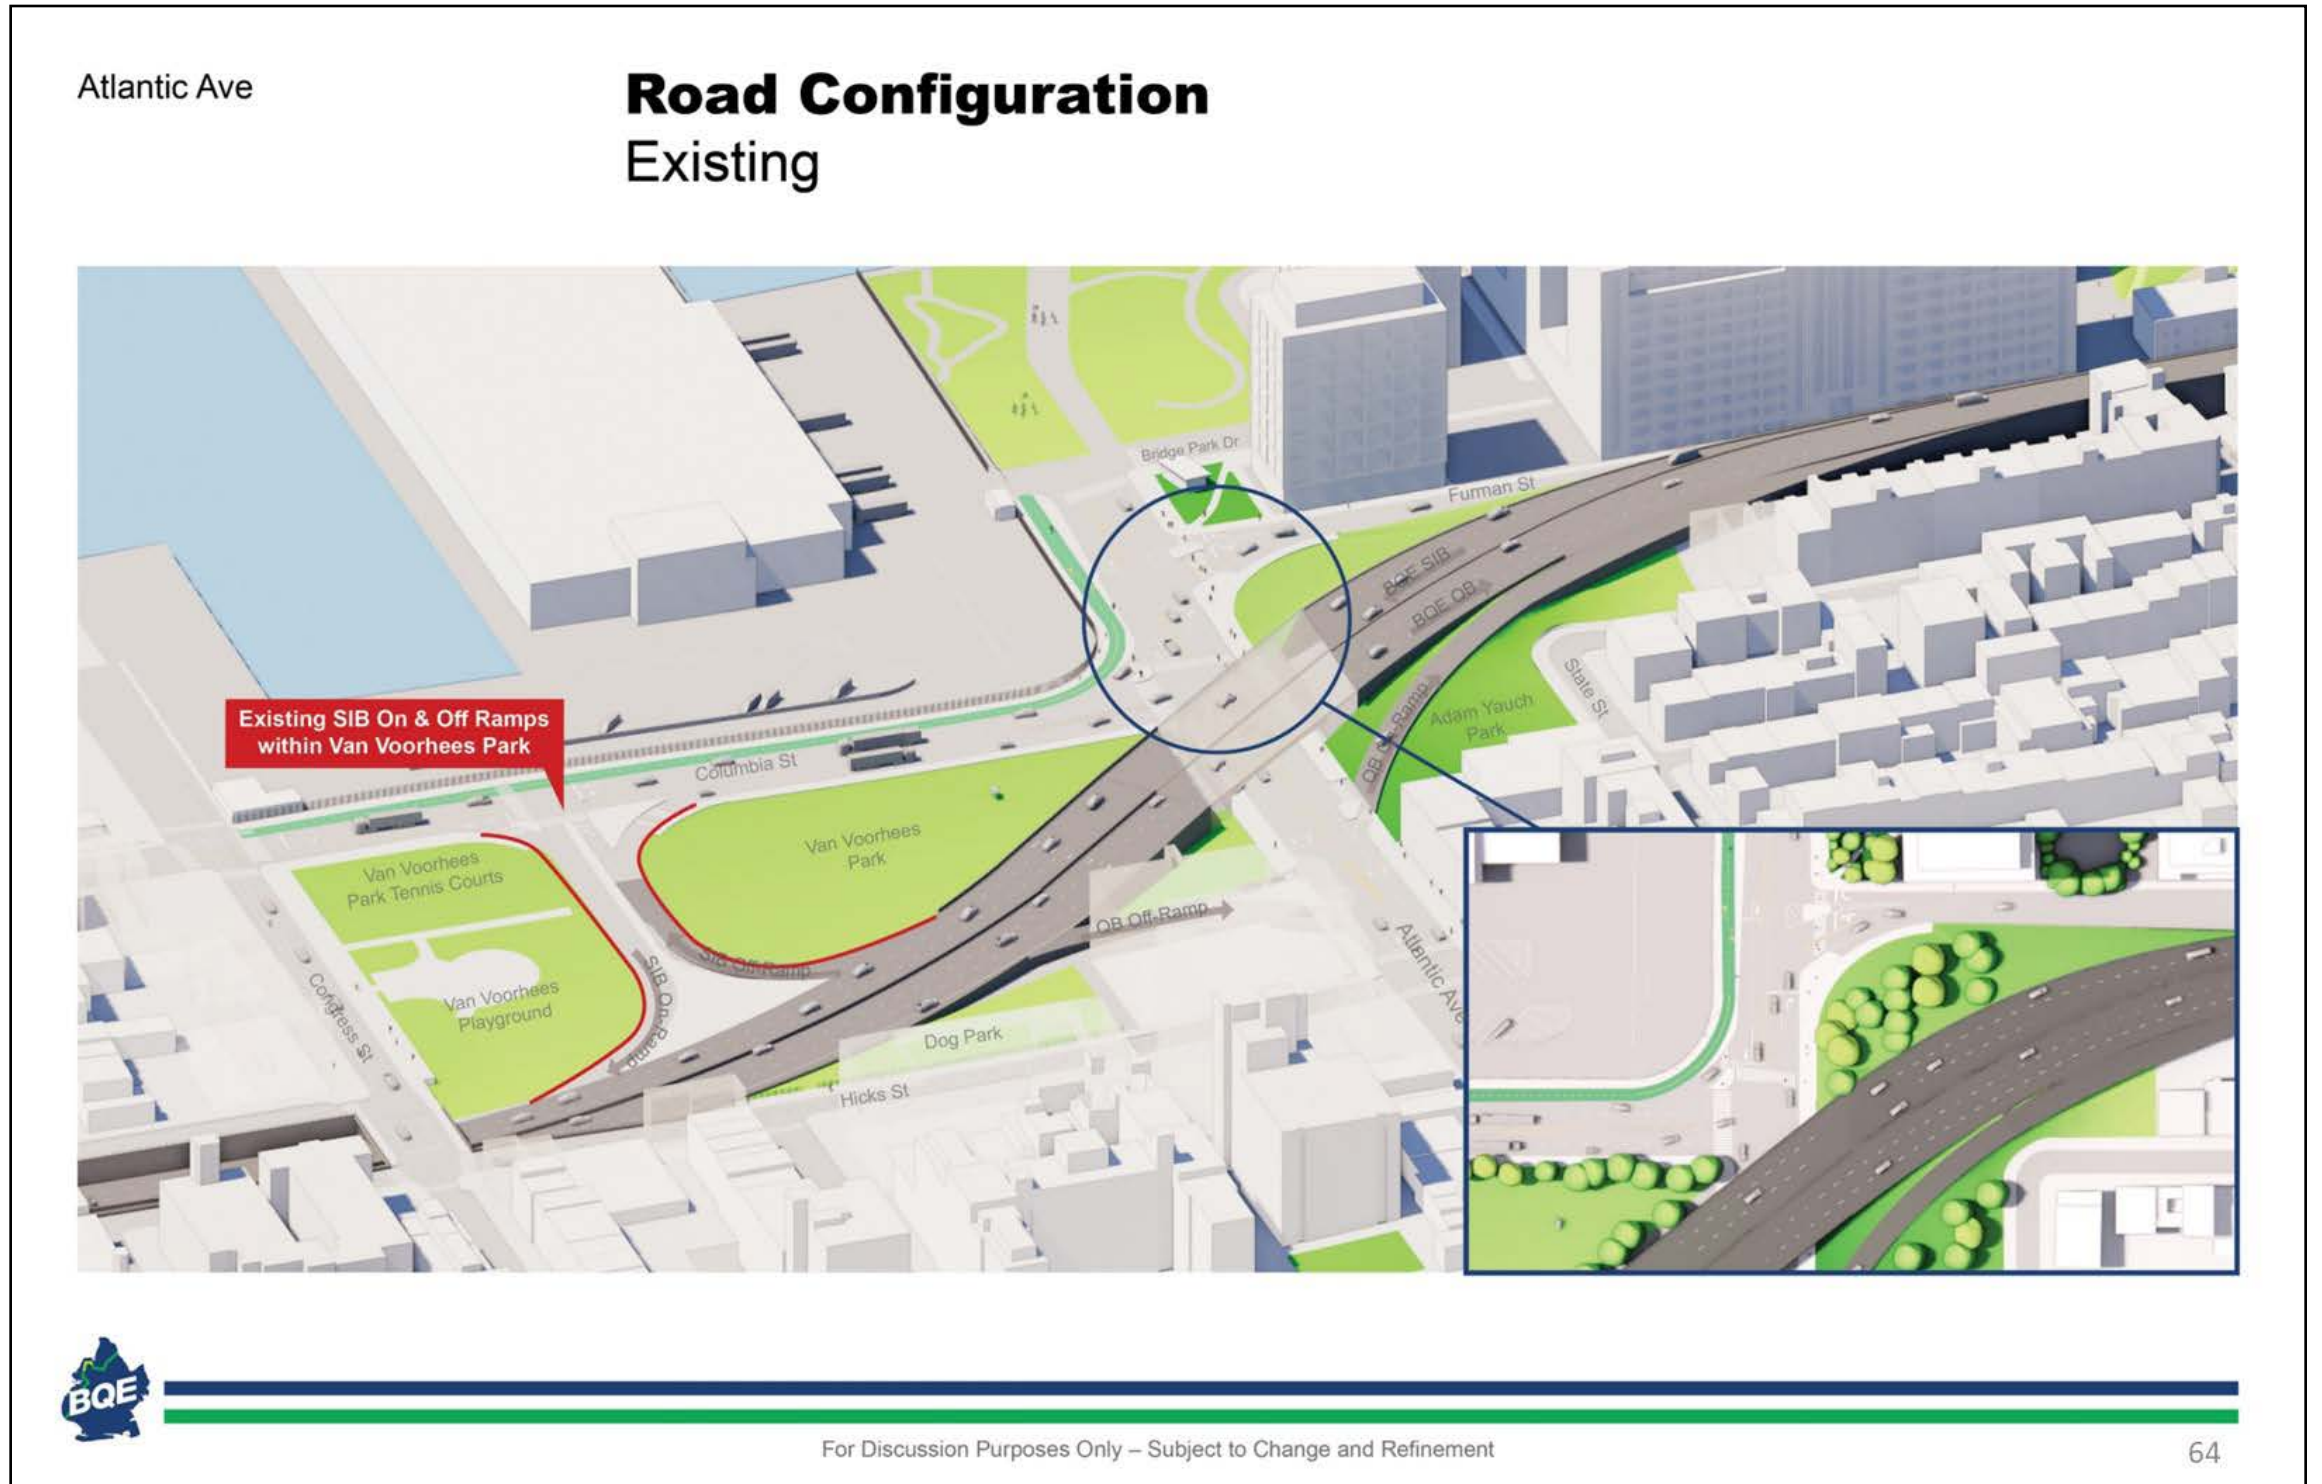 Atlantic Ave
Road Configuration
Existing
Bridge Park Dr
Furman St
BQE SIB
BQE QB
State St
QB On-Ramp
Adam Yauch
Park
Existing SIB On & Off Ramps
within Van Voorhees Park
Columbia St
Van Voorhees
Park
Van Voorhees
Park Tennis Courts
QB Off-Ramp
SIB Off-Ramp
SIB On-Ramp
Atlantic Ave
Congress St
Van Voorhees
Playground
Dog Park
Hicks St
BQE
For Discussion Purposes Only – Subject to Change and Refinement
64